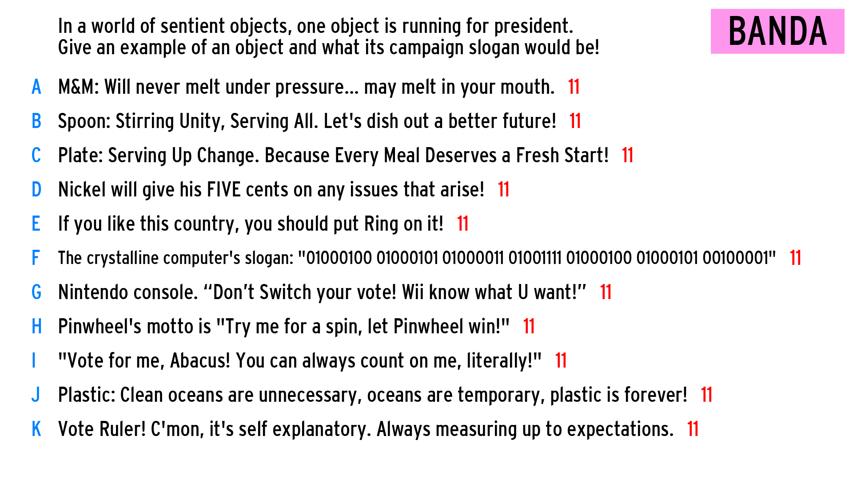 In a world of sentient objects, one object is running for president.
Give an example of an object and what its campaign slogan would be!
BANDA
A M&M: Will never melt under pressure... may melt in your mouth. 11
B Spoon: Stirring Unity, Serving All. Let's dish out a better future! 11
C Plate: Serving Up Change. Because Every Meal Deserves a Fresh Start! 11
D Nickel will give his FIVE cents on any issues that arise! 11
E If you like this country, you should put Ring on it! 11
F The crystalline computer's slogan: "01000100 01000101 01000011 01001111 01000100 01000101 00100001" 11
G Nintendo console. “Don’t Switch your vote! Wii know what U want!” 11
H Pinwheel's motto is "Try me for a spin, let Pinwheel win!" 11
I "Vote for me, Abacus! You can always count on me, literally!" 11
J Plastic: Clean oceans are unnecessary, oceans are temporary, plastic is forever! 11
K Vote Ruler! C'mon, it's self explanatory. Always measuring up to expectations. 11